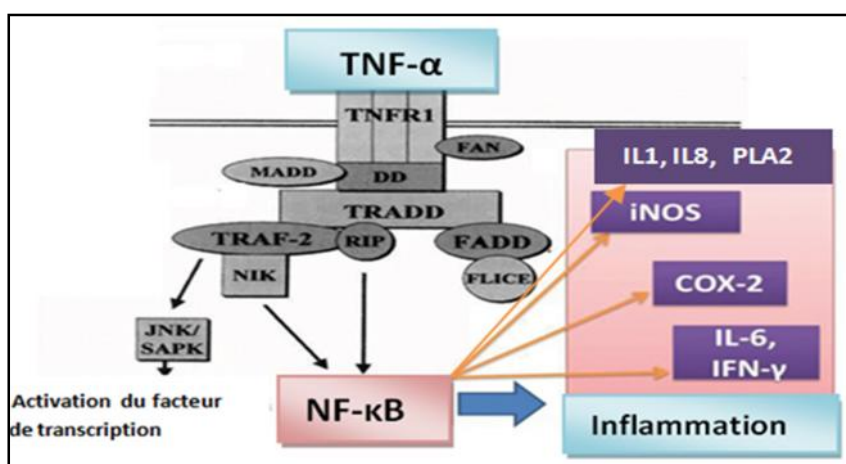 TNF-α
TNFR1
FAN
MADD
DD
TRADD
TRAF-2
RIP
FADD
NIK
FLICE
JNK/
SAPK
Activation du facteur
de transcription
NF-κB
IL1, IL8, PLA2
iNOS
COX-2
IL-6,
IFN-γ
Inflammation